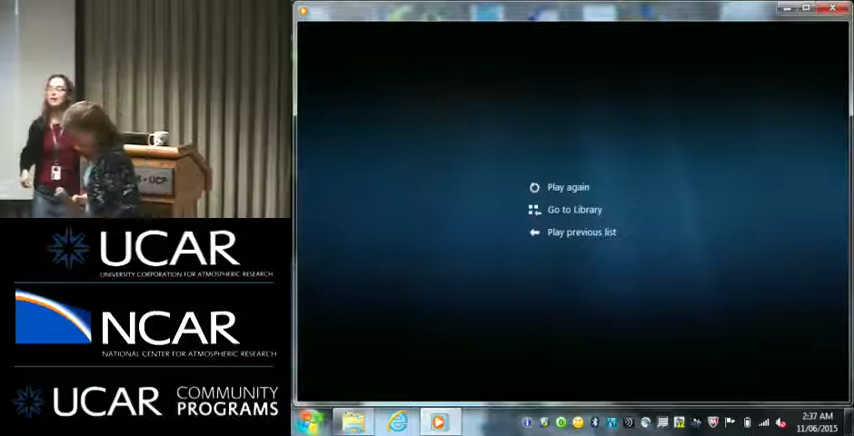 UCAR
UNIVERSITY CORPORATION FOR ATMOSPHERIC RESEARCH
NCAR
NATIONAL CENTER FOR ATMOSPHERIC RESEARCH
UCAR COMMUNITY
PROGRAMS
Play again
Go to Library
Play previous list
2:37 AM
11/06/2015